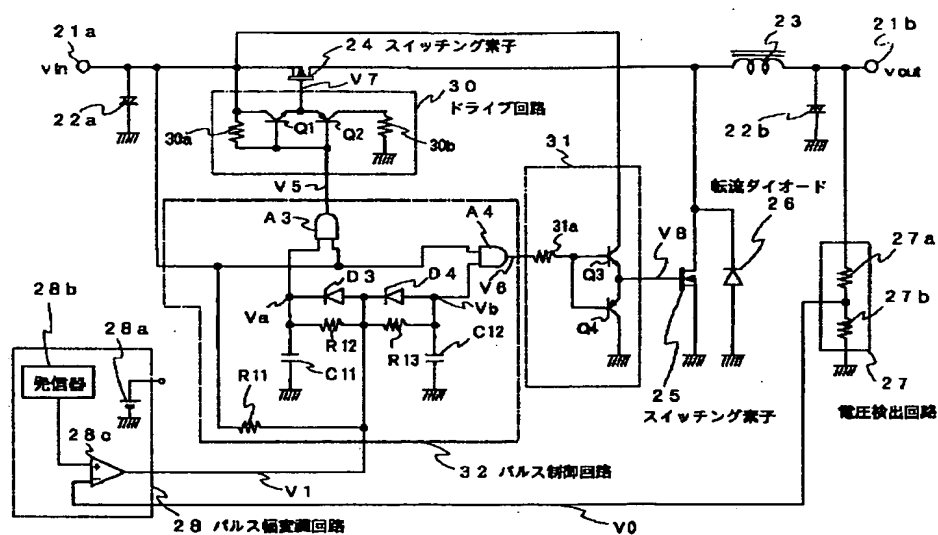 21a
vin
22a
24 スイッチング素子
V7
30
ドライブ回路
30a
Q1
Q2
30b
23
21b
vout
22b
V5
A3
A4
31
31a
Q3
Q4
V6
V8
転流ダイオード
26
27a
27b
27
電圧検出回路
25
スイッチング素子
D3
D4
Va
Vb
R12
R13
C11
C12
R11
28b
28a
発信器
28c
V1
32 パルス制御回路
28 パルス幅変調回路
V0